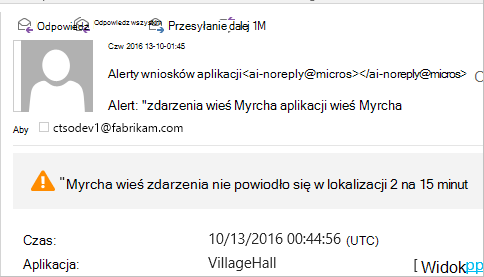 Odpowiedz Odpowiedz wszystkim Przesyłanie dalej 1M
Czw 2016 13-10-01:45
Alerty wniosków aplikacji<ai-noreply@micros></ai-noreply@micros>
Alert: "zdarzenia wieś Myrcha aplikacji wieś Myrcha
Aby ctsodev1@fabrikam.com
"Myrcha wieś zdarzenia nie powiodło się w lokalizacji 2 na 15 minut
Czas: 10/13/2016 00:44:56 (UTC)
Aplikacja: VillageHall [ Widok